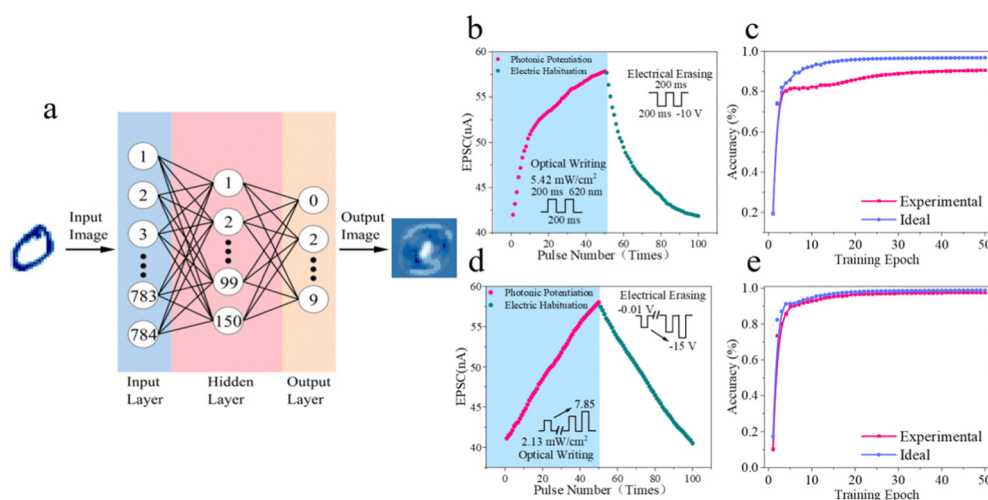 a
Input
Image
1
2
3
783
784
1
2
99
150
0
2
9
Output
Image
Input
Layer
Hidden
Layer
Output
Layer
b
60
55
50
45
40
EPSC(nA)
Photonic Potentiation
Electric Habituation
Electrical Erasing
200 ms
200 ms -10 V
Optical Writing
5.42 mW/cm²
200 ms 620 nm
200 ms
0 20 40 60 80 100
Pulse Number（Times）
c
1.0
0.8
0.6
0.4
0.2
0.0
Accuracy (%)
Experimental
Ideal
0 10 20 30 40 50
Training Epoch
d
60
55
50
45
40
EPSC(nA)
Photonic Potentiation
Electric Habituation
Electrical Erasing
-0.01 V
-15 V
7.85
2.13 mW/cm²
Optical Writing
0 20 40 60 80 100
Pulse Number（Times）
e
1.0
0.8
0.6
0.4
0.2
0.0
Accuracy (%)
Experimental
Ideal
0 10 20 30 40 50
Training Epoch